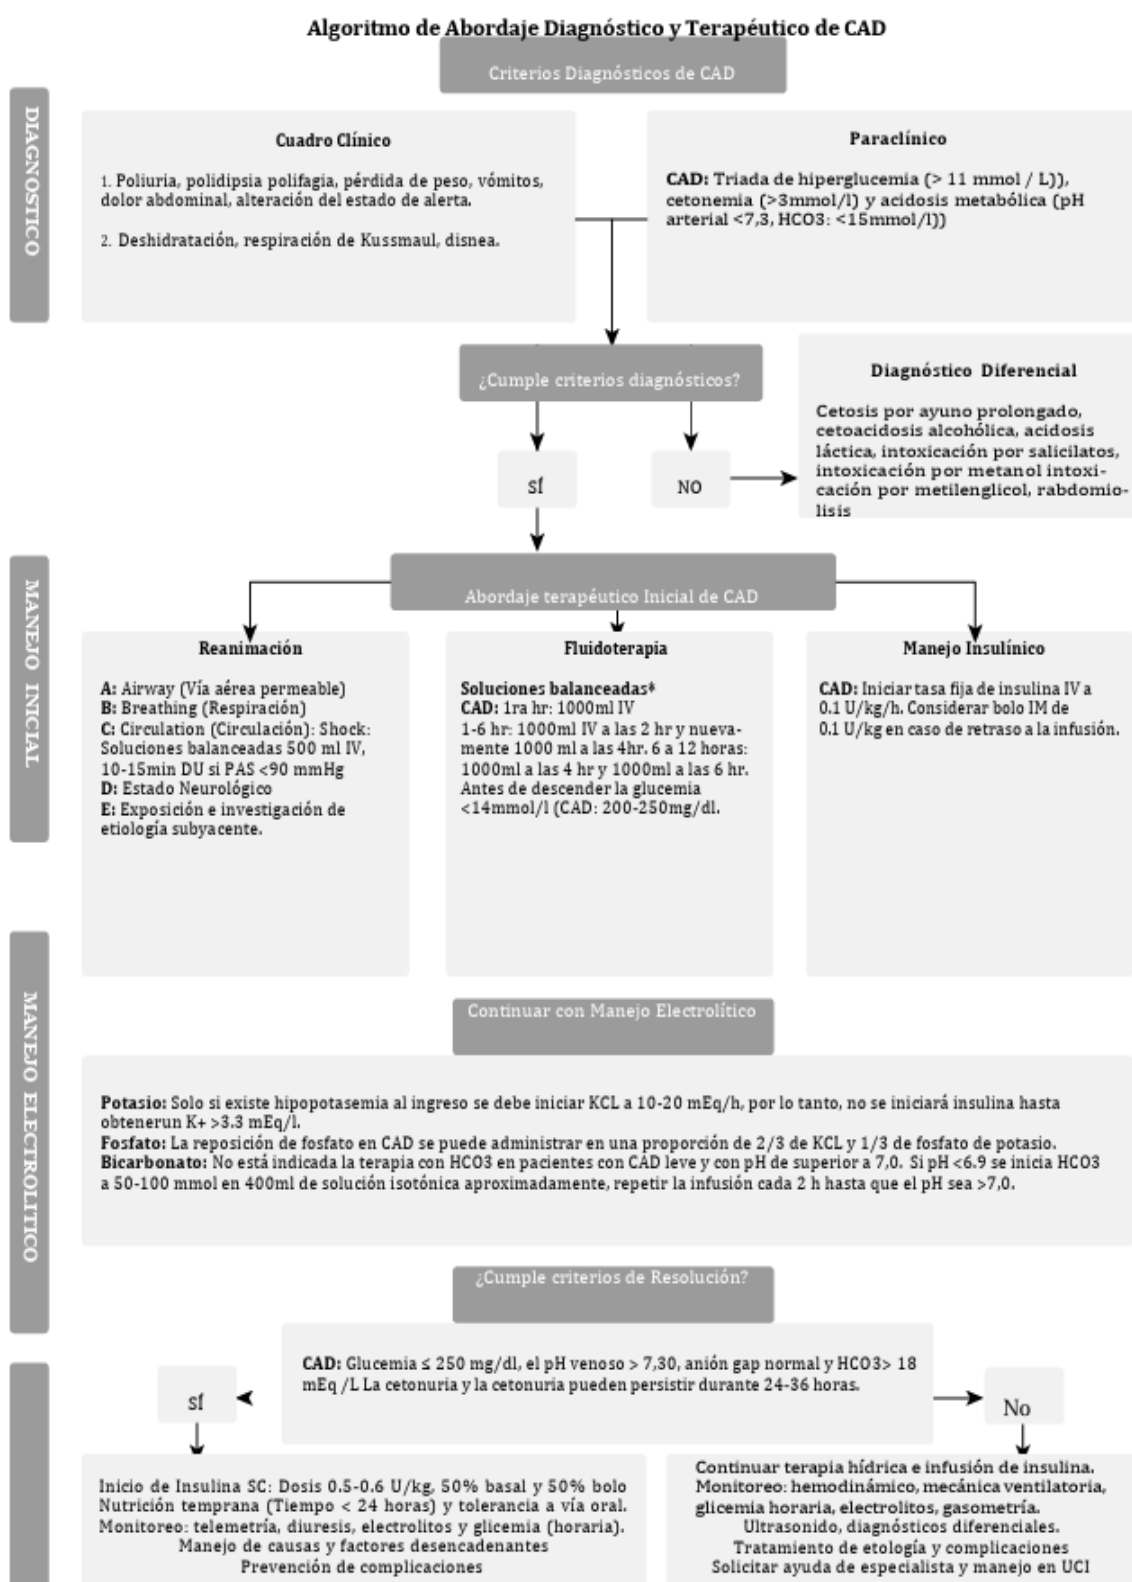 Algoritmo de Abordaje Diagnóstico y Terapéutico de CAD
Criterios Diagnósticos de CAD
DIAGNOSTICO
Cuadro Clínico
1. Poliuria, polidipsia polifagia, pérdida de peso, vómitos,
dolor abdominal, alteración del estado de alerta.
2. Deshidratación, respiración de Kussmaul, disnea.
Paraclínico
CAD: Triada de hiperglucemia (> 11 mmol / L)),
cetonemia (>3mmol/l) y acidosis metabólica (pH
arterial <7,3, HCO3: <15mmol/l))
¿Cumple criterios diagnósticos?
SÍ
NO
Diagnóstico Diferencial
Cetosis por ayuno prolongado,
cetoacidosis alcohólica, acidosis
láctica, intoxicación por salicilatos,
intoxicación por metanol intoxi-
cación por metilenglicol, rabdomio-
lisis
MANEJO INICIAL
Abordaje terapéutico Inicial de CAD
Reanimación
A: Airway (Vía aérea permeable)
B: Breathing (Respiración)
C: Circulation (Circulación): Shock:
Soluciones balanceadas 500 ml IV,
10-15min DU si PAS <90 mmHg
D: Estado Neurológico
E: Exposición e investigación de
etiología subyacente.
Fluidoterapia
Soluciones balanceadas*
CAD: 1ra hr: 1000ml IV
1-6 hr: 1000ml IV a las 2 hr y nueva-
mente 1000 ml a las 4hr. 6 a 12 horas:
1000ml a las 4 hr y 1000ml a las 6 hr.
Antes de descender la glucemia
<14mmol/l (CAD: 200-250mg/dl.
Manejo Insulínico
CAD: Iniciar tasa fija de insulina IV a
0.1 U/kg/h. Considerar bolo IM de
0.1 U/kg en caso de retraso a la infusión.
MANEJO ELECTROLITICO
Continuar con Manejo Electrolítico
Potasio: Solo si existe hipopotasemia al ingreso se debe iniciar KCL a 10-20 mEq/h, por lo tanto, no se iniciará insulina hasta
obtenerun K+ >3.3 mEq/l.
Fosfato: La reposición de fosfato en CAD se puede administrar en una proporción de 2/3 de KCL y 1/3 de fosfato de potasio.
Bicarbonato: No está indicada la terapia con HCO3 en pacientes con CAD leve y con pH de superior a 7,0. Si pH <6.9 se inicia HCO3
a 50-100 mmol en 400ml de solución isotónica aproximadamente, repetir la infusión cada 2 h hasta que el pH sea >7,0.
¿Cumple criterios de Resolución?
CAD: Glucemia ≤ 250 mg/dl, el pH venoso > 7,30, anión gap normal y HCO3> 18
mEq /L La cetonuria y la cetonuria pueden persistir durante 24-36 horas.
SÍ
No
Inicio de Insulina SC: Dosis 0.5-0.6 U/kg, 50% basal y 50% bolo
Nutrición temprana (Tiempo < 24 horas) y tolerancia a vía oral.
Monitoreo: telemetría, diuresis, electrolitos y glicemia (horaria).
Manejo de causas y factores desencadenantes
Prevención de complicaciones
Continuar terapia hídrica e infusión de insulina.
Monitoreo: hemodinámico, mecánica ventilatoria,
glicemia horaria, electrolitos, gasometría.
Ultrasonido, diagnósticos diferenciales.
Tratamiento de etología y complicaciones
Solicitar ayuda de especialista y manejo en UCI